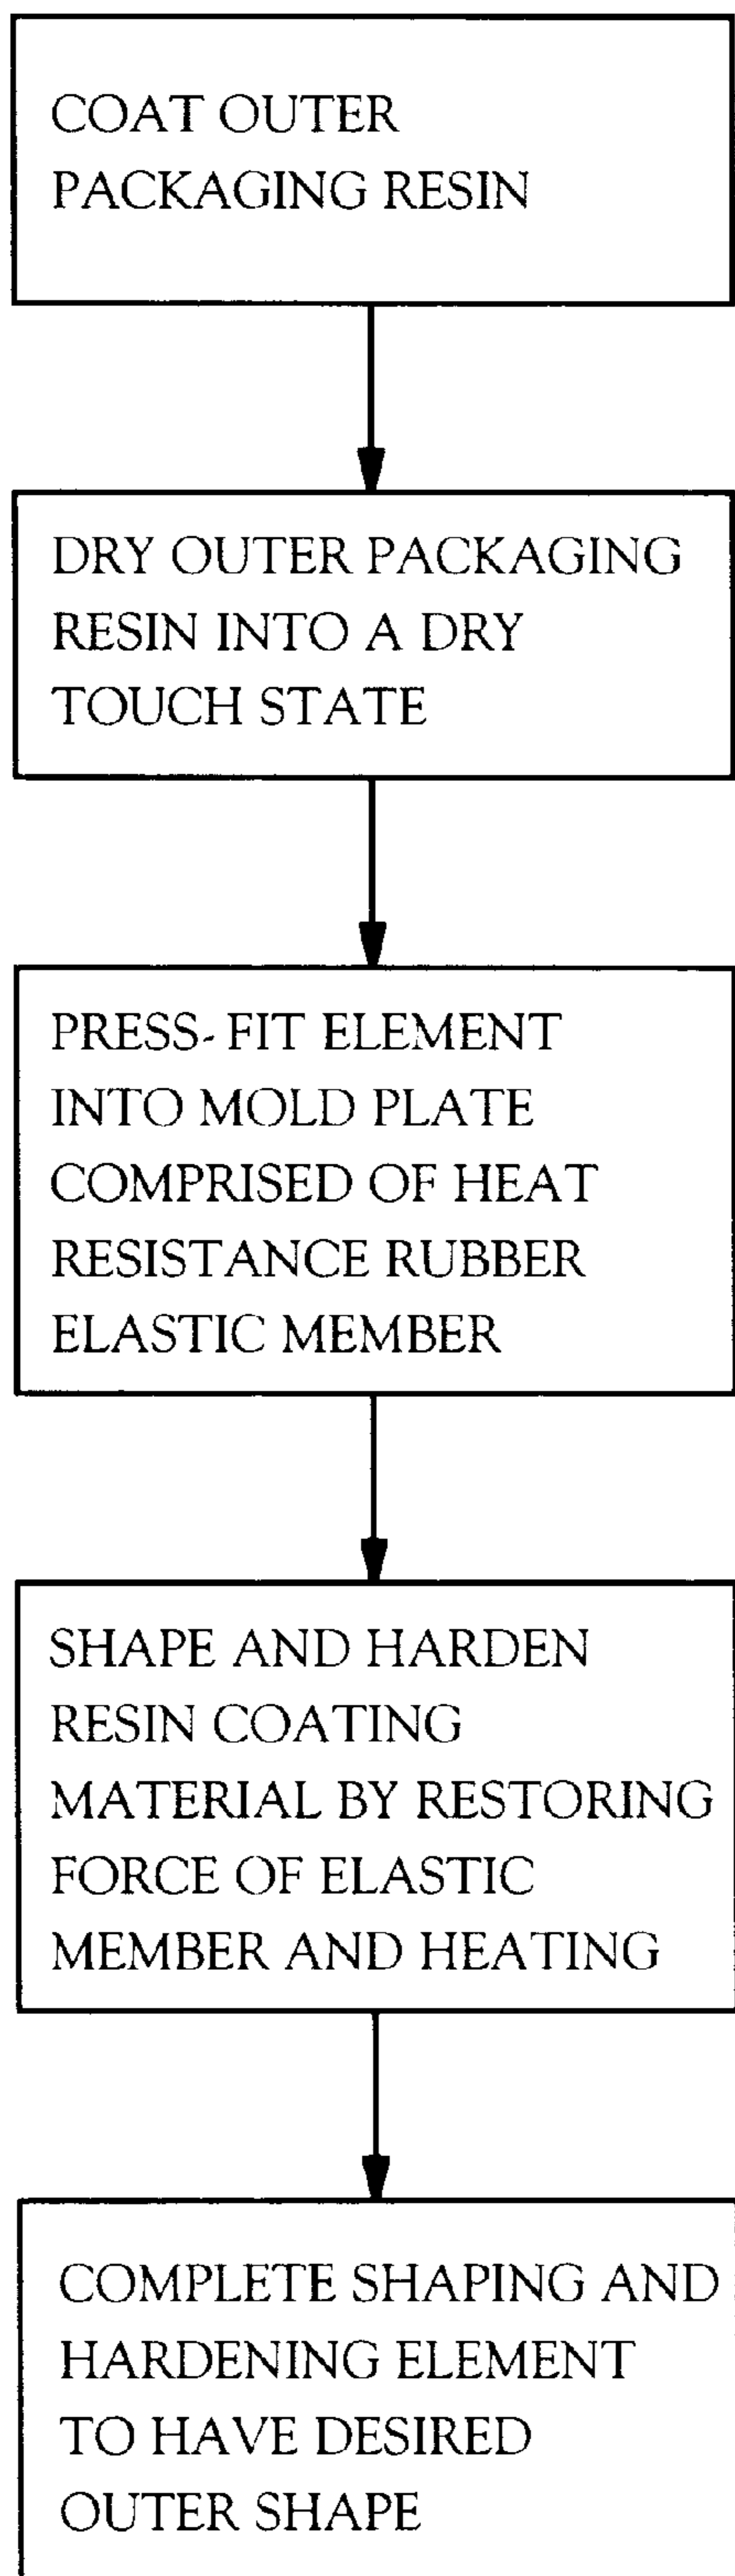 COAT OUTER
PACKAGING RESIN
DRY OUTER PACKAGING
RESIN INTO A DRY
TOUCH STATE
PRESS-FIT ELEMENT
INTO MOLD PLATE
COMPRISED OF HEAT
RESISTANCE RUBBER
ELASTIC MEMBER
SHAPE AND HARDEN
RESIN COATING
MATERIAL BY RESTORING
FORCE OF ELASTIC
MEMBER AND HEATING
COMPLETE SHAPING AND
HARDENING ELEMENT
TO HAVE DESIRED
OUTER SHAPE